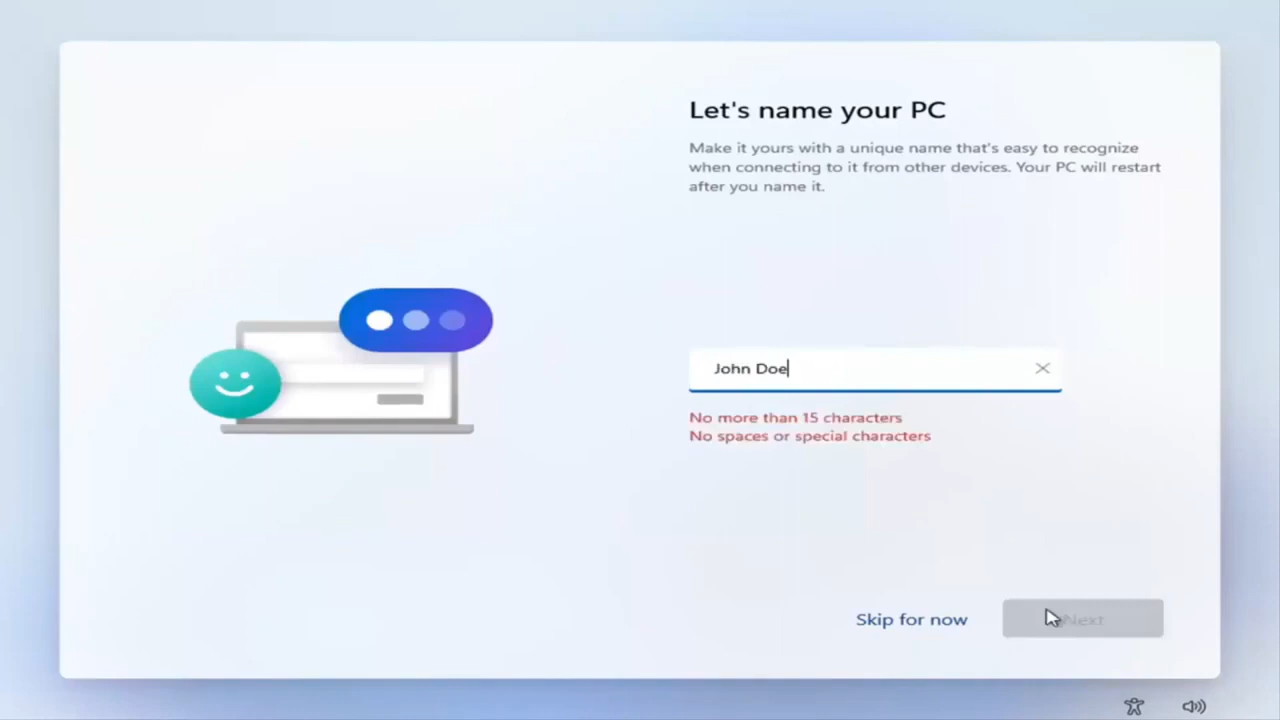 Let's name your PC
Make it yours with a unique name that's easy to recognize
when connecting to it from other devices. Your PC will restart
after you name it.
John Doe
No more than 15 characters
No spaces or special characters
Skip for now
Next